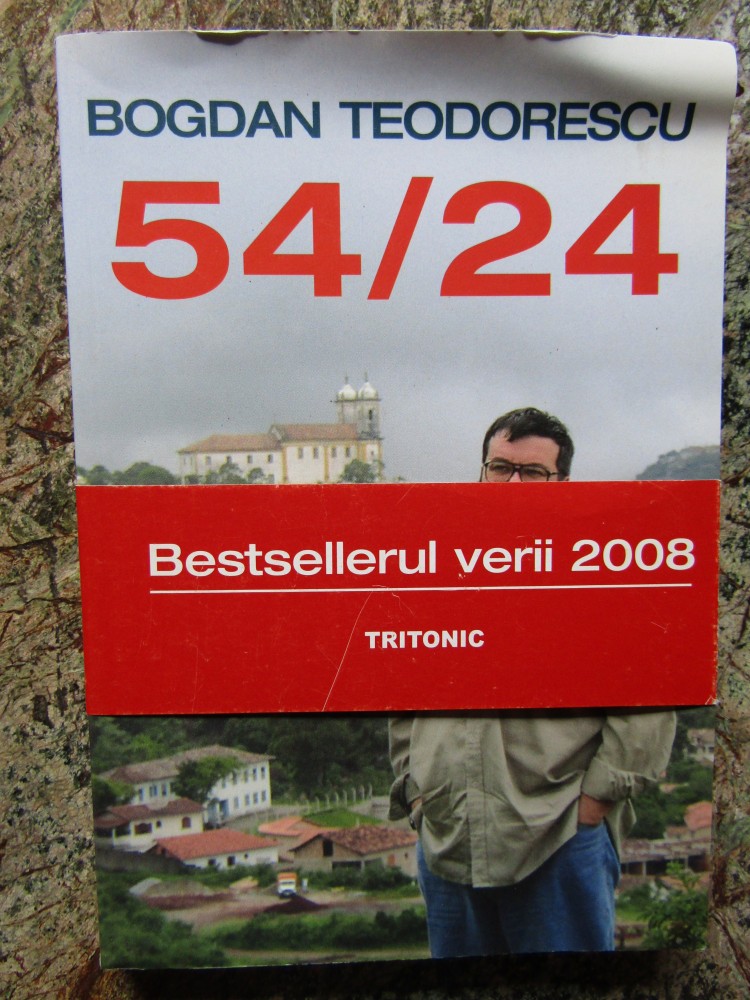 BOGDAN TEODORESCU
54/24
Bestsellerul verii 2008
TRITONIC